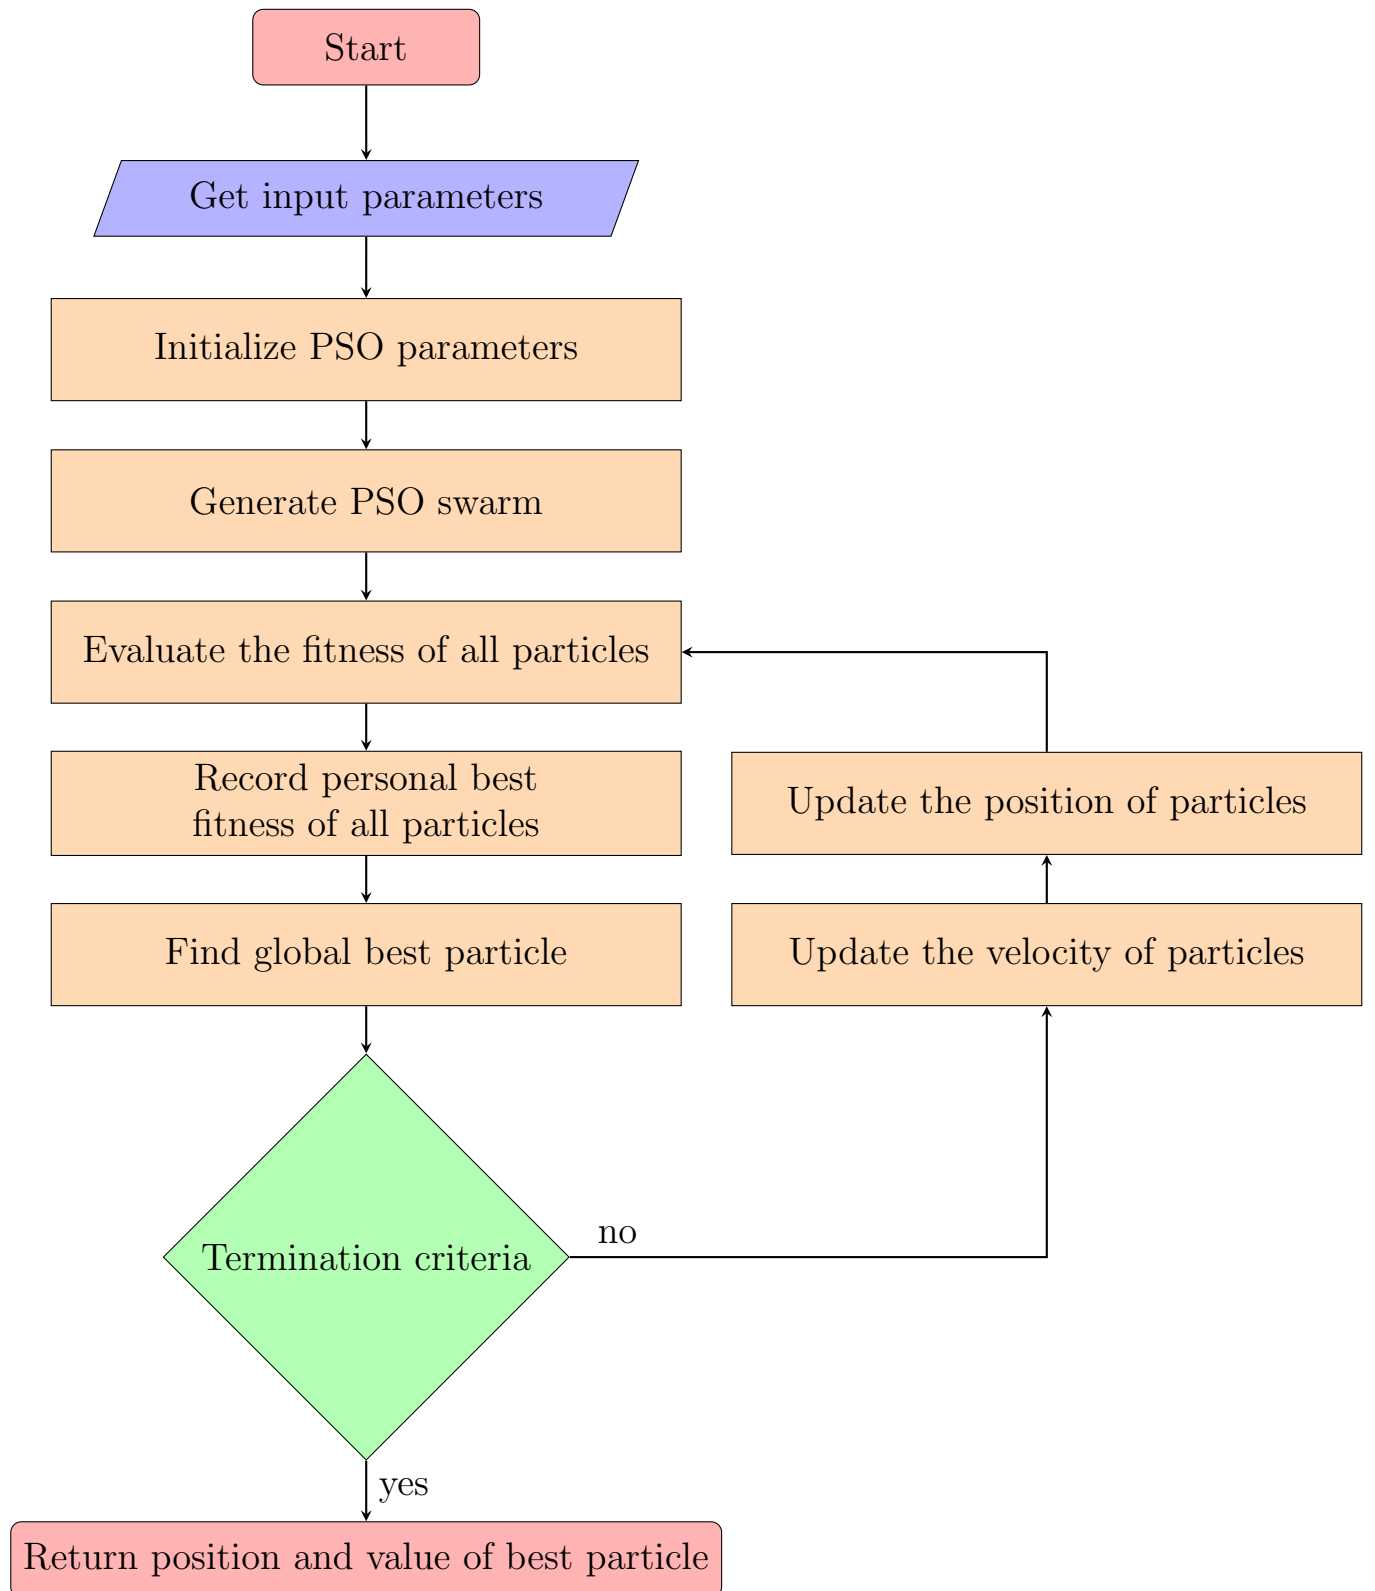 Start
Get input parameters
Initialize PSO parameters
Generate PSO swarm
Evaluate the fitness of all particles
Record personal best
fitness of all particles
Update the position of particles
Find global best particle
Update the velocity of particles
no
Termination criteria
yes
Return position and value of best particle